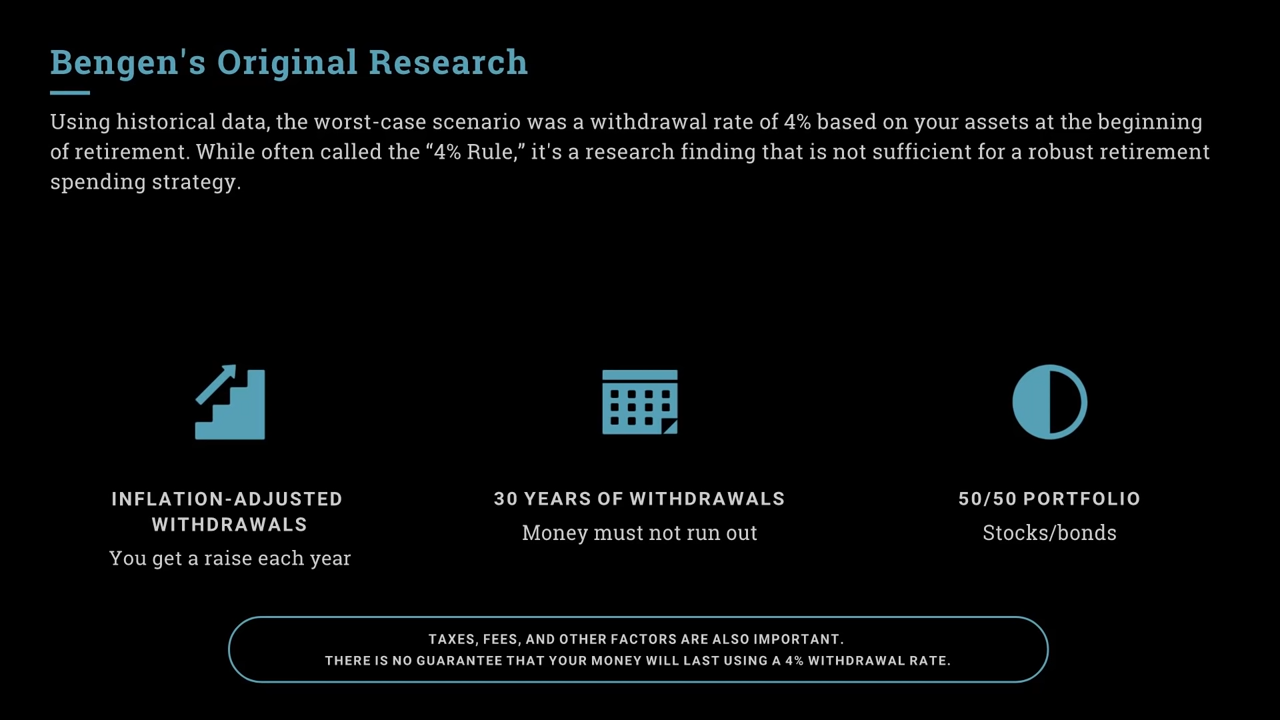 Bengen's Original Research
Using historical data, the worst-case scenario was a withdrawal rate of 4% based on your assets at the beginning
of retirement. While often called the “4% Rule,” it's a research finding that is not sufficient for a robust retirement
spending strategy.
INFLATION-ADJUSTED
WITHDRAWALS
You get a raise each year
30 YEARS OF WITHDRAWALS
Money must not run out
50/50 PORTFOLIO
Stocks/bonds
TAXES, FEES, AND OTHER FACTORS ARE ALSO IMPORTANT.
THERE IS NO GUARANTEE THAT YOUR MONEY WILL LAST USING A 4% WITHDRAWAL RATE.